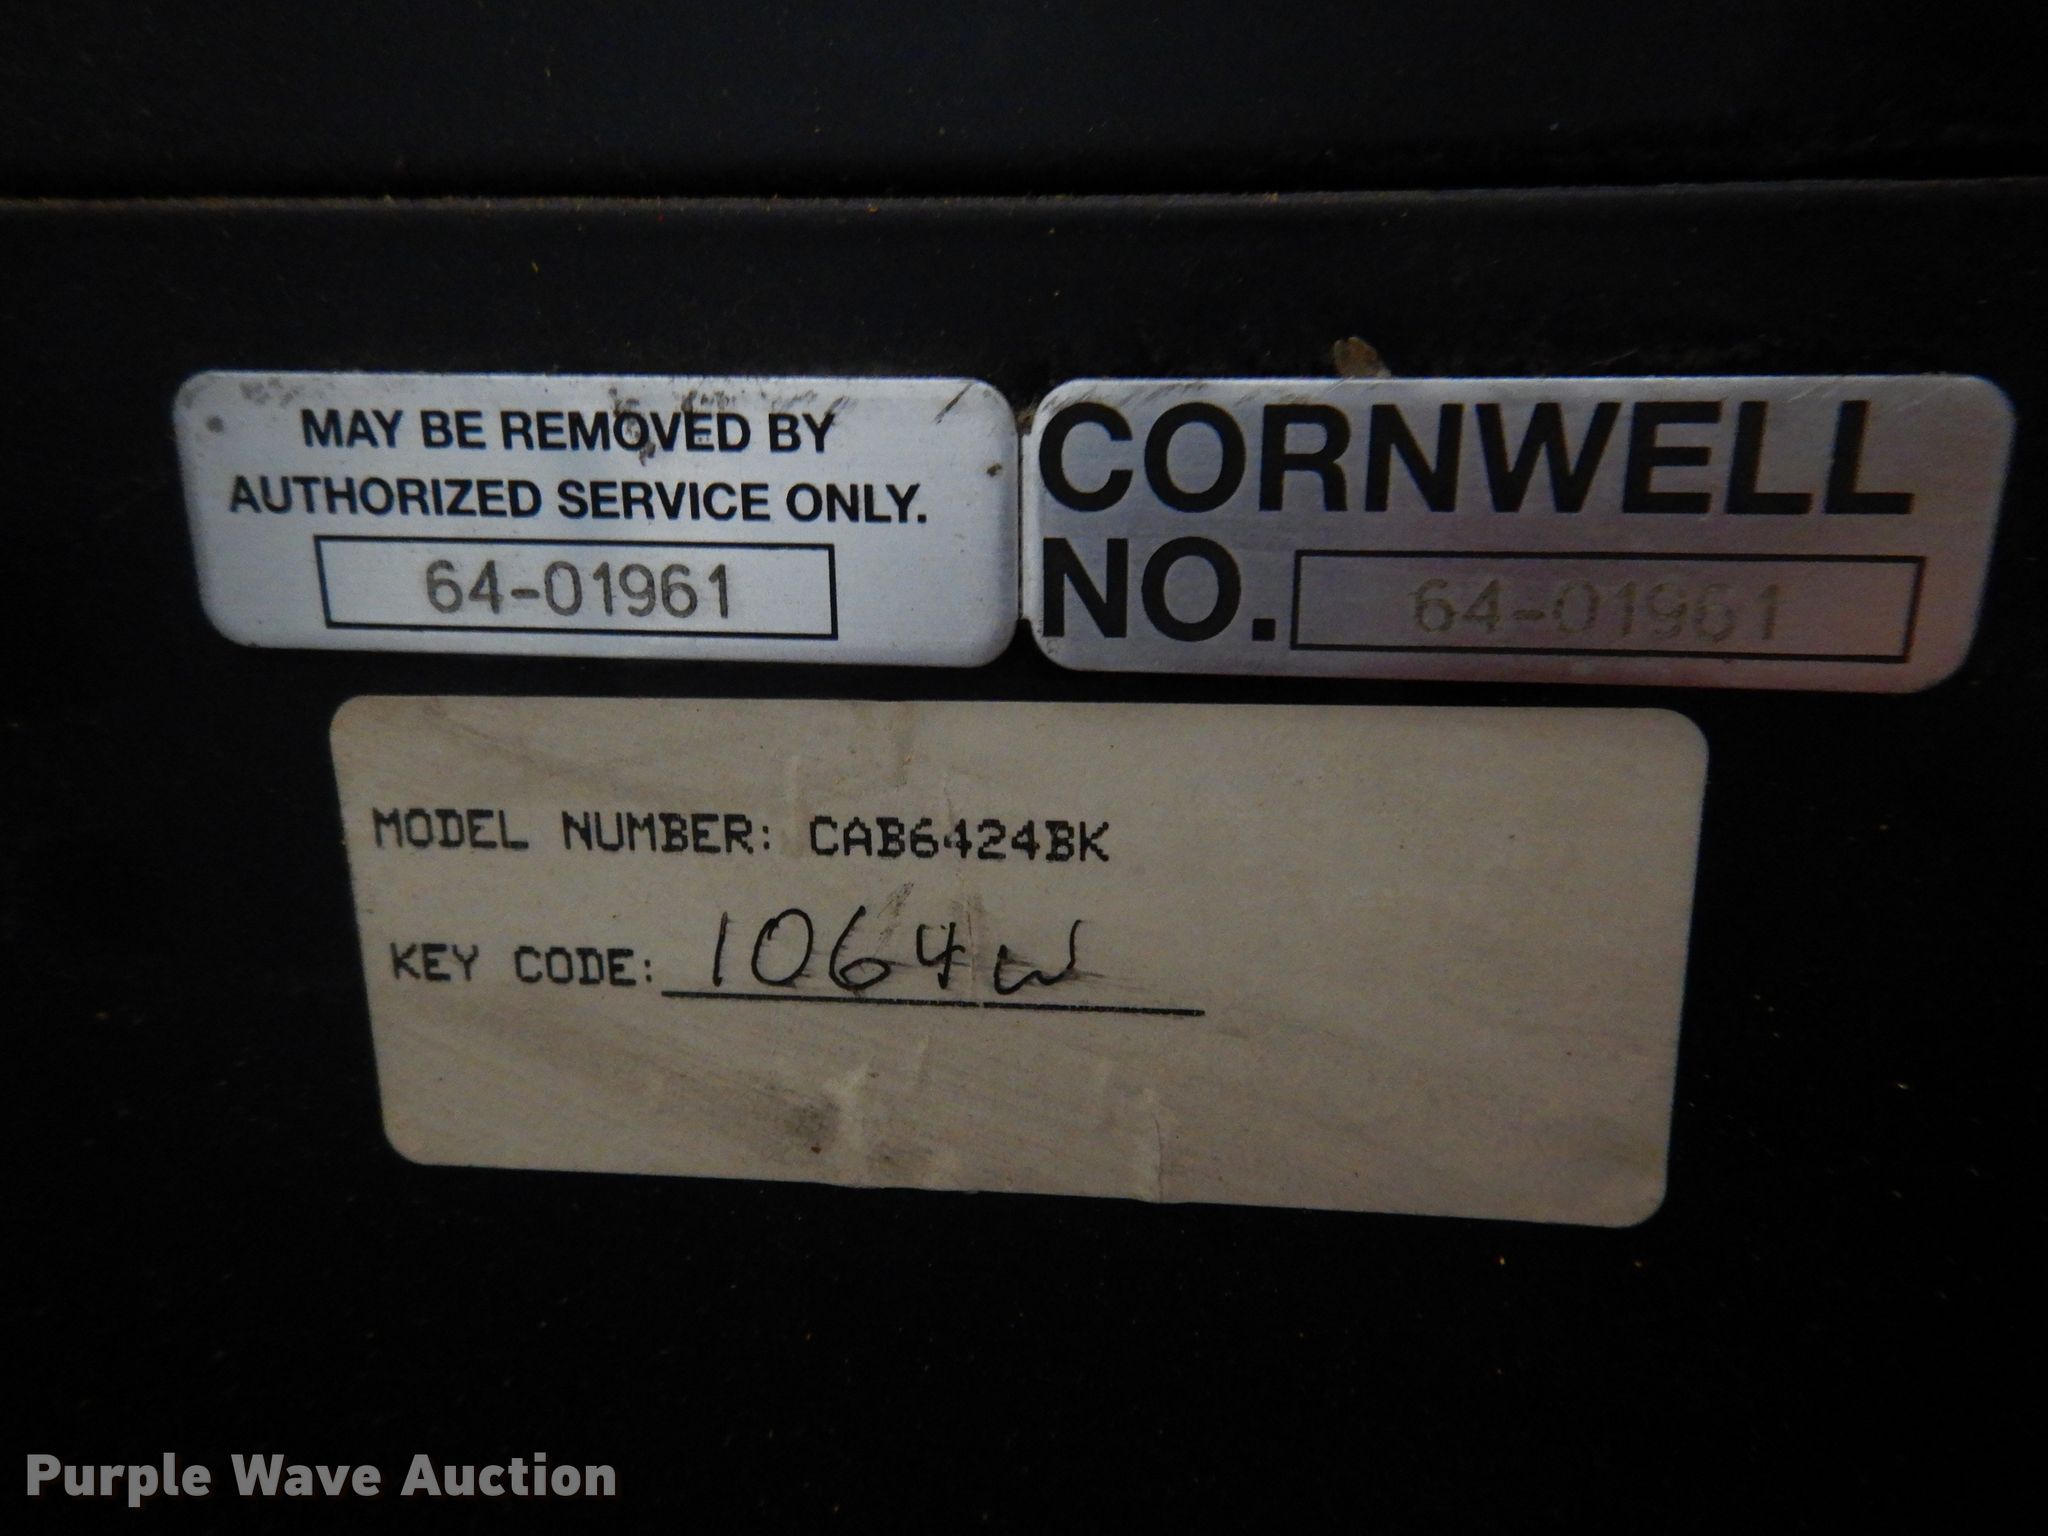 MAY BE REMOVED BY
AUTHORIZED SERVICE ONLY.
64-01961
CORNWELL
NO. 64-01961
MODEL NUMBER: CAB6424BK
KEY CODE: 1064W
Purple Wave Auction